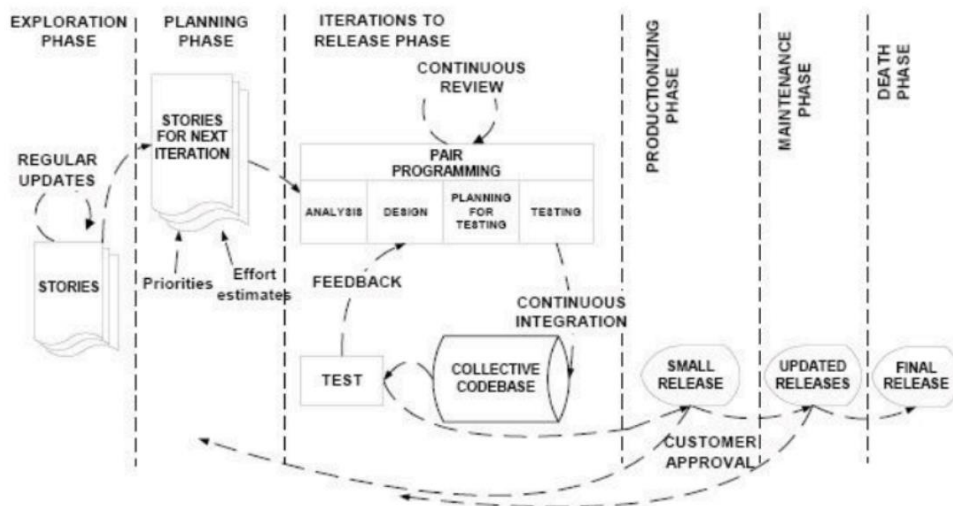 EXPLORATION
PHASE
PLANNING
PHASE
ITERATIONS TO
RELEASE PHASE
PRODUCTIONIZING
PHASE
MAINTENANCE
PHASE
DEATH
PHASE
CONTINUOUS
REVIEW
REGULAR
UPDATES
STORIES
STORIES
FOR NEXT
ITERATION
Priorities
Effort
estimates
PAIR
PROGRAMMING
ANALYSIS
DESIGN
PLANNING
FOR
TESTING
TESTING
FEEDBACK
CONTINUOUS
INTEGRATION
TEST
COLLECTIVE
CODEBASE
SMALL
RELEASE
UPDATED
RELEASES
FINAL
RELEASE
CUSTOMER
APPROVAL